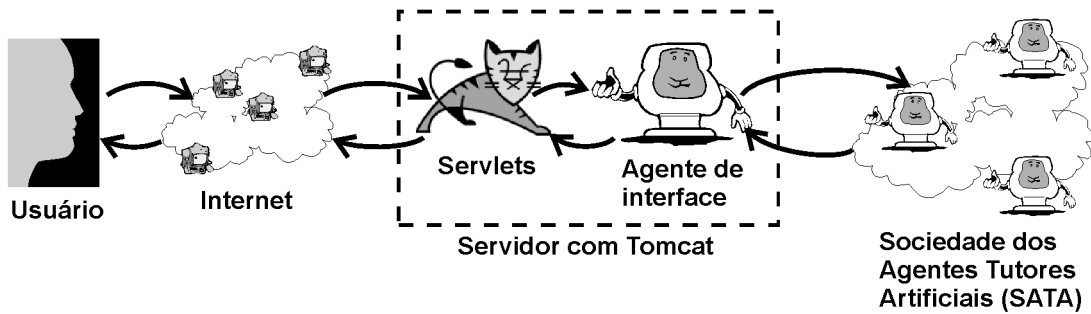 Usuário
Internet
Servlets
Agente de
interface
Servidor com Tomcat
Sociedade dos
Agentes Tutores
Artificiais (SATA)